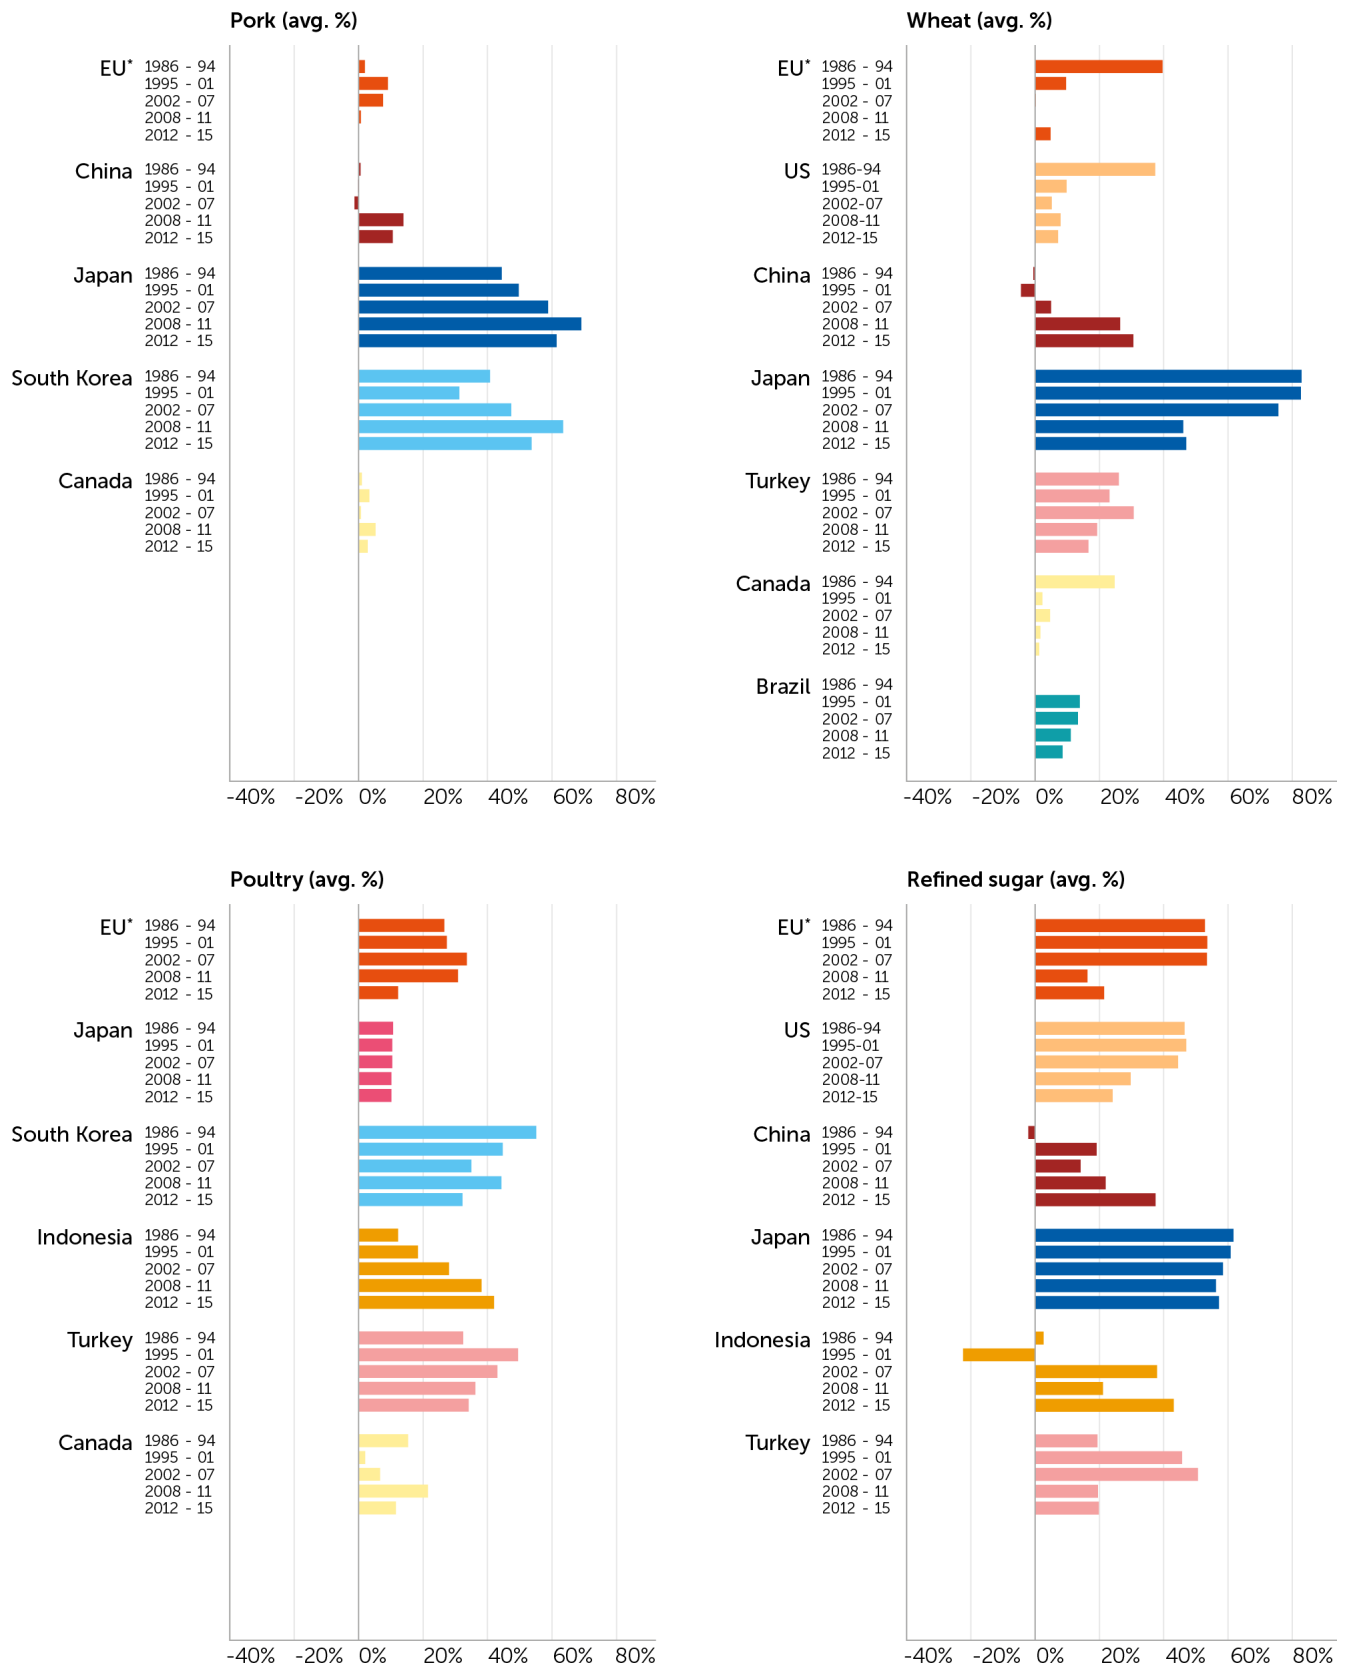 Pork (avg. %)
EU* 1986 - 94
1995 - 01
2002 - 07
2008 - 11
2012 - 15
China 1986 - 94
1995 - 01
2002 - 07
2008 - 11
2012 - 15
Japan 1986 - 94
1995 - 01
2002 - 07
2008 - 11
2012 - 15
South Korea 1986 - 94
1995 - 01
2002 - 07
2008 - 11
2012 - 15
Canada 1986 - 94
1995 - 01
2002 - 07
2008 - 11
2012 - 15
-40% -20% 0% 20% 40% 60% 80%
Wheat (avg. %)
EU* 1986 - 94
1995 - 01
2002 - 07
2008 - 11
2012 - 15
US 1986-94
1995-01
2002-07
2008-11
2012-15
China 1986 - 94
1995 - 01
2002 - 07
2008 - 11
2012 - 15
Japan 1986 - 94
1995 - 01
2002 - 07
2008 - 11
2012 - 15
Turkey 1986 - 94
1995 - 01
2002 - 07
2008 - 11
2012 - 15
Canada 1986 - 94
1995 - 01
2002 - 07
2008 - 11
2012 - 15
Brazil 1986 - 94
1995 - 01
2002 - 07
2008 - 11
2012 - 15
-40% -20% 0% 20% 40% 60% 80%
Poultry (avg. %)
EU* 1986 - 94
1995 - 01
2002 - 07
2008 - 11
2012 - 15
Japan 1986 - 94
1995 - 01
2002 - 07
2008 - 11
2012 - 15
South Korea 1986 - 94
1995 - 01
2002 - 07
2008 - 11
2012 - 15
Indonesia 1986 - 94
1995 - 01
2002 - 07
2008 - 11
2012 - 15
Turkey 1986 - 94
1995 - 01
2002 - 07
2008 - 11
2012 - 15
Canada 1986 - 94
1995 - 01
2002 - 07
2008 - 11
2012 - 15
-40% -20% 0% 20% 40% 60% 80%
Refined sugar (avg. %)
EU* 1986 - 94
1995 - 01
2002 - 07
2008 - 11
2012 - 15
US 1986-94
1995-01
2002-07
2008-11
2012-15
China 1986 - 94
1995 - 01
2002 - 07
2008 - 11
2012 - 15
Japan 1986 - 94
1995 - 01
2002 - 07
2008 - 11
2012 - 15
Indonesia 1986 - 94
1995 - 01
2002 - 07
2008 - 11
2012 - 15
Turkey 1986 - 94
1995 - 01
2002 - 07
2008 - 11
2012 - 15
-40% -20% 0% 20% 40% 60% 80%